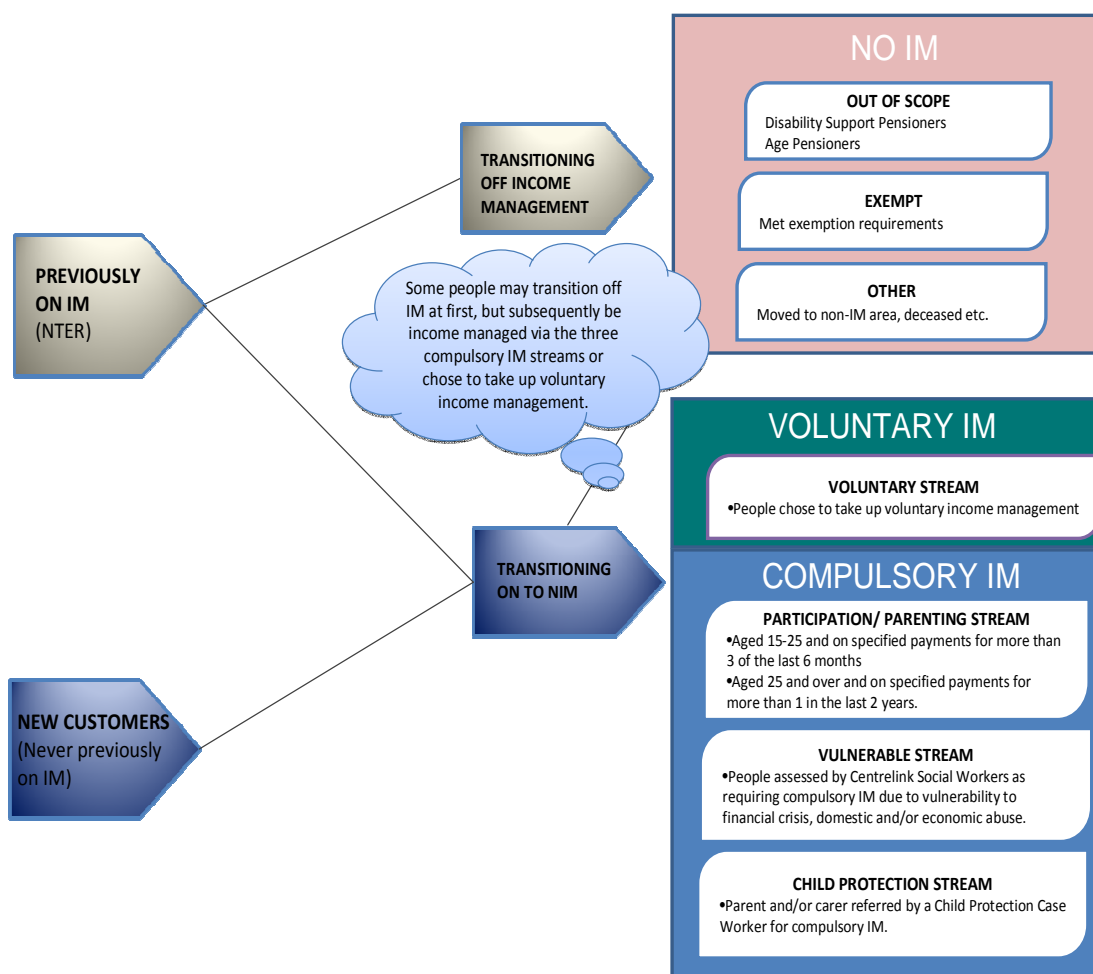 NO IM
OUT OF SCOPE
Disability Support Pensioners
Age Pensioners
EXEMPT
Met exemption requirements
OTHER
Moved to non-IM area, deceased etc.
TRANSITIONING
OFF INCOME
MANAGEMENT
PREVIOUSLY
ON IM
(NTER)
Some people may transition off
IM at first, but subsequently be
income managed via the three
compulsory IM streams or
chose to take up voluntary
income management.
VOLUNTARY IM
VOLUNTARY STREAM
•People chose to take up voluntary income management
TRANSITIONING
ON TO NIM
COMPULSORY IM
PARTICIPATION/ PARENTING STREAM
•Aged 15-25 and on specified payments for more than
3 of the last 6 months
•Aged 25 and over and on specified payments for
more than 1 in the last 2 years.
NEW CUSTOMERS
(Never previously
on IM)
VULNERABLE STREAM
•People assessed by Centrelink Social Workers as
requiring compulsory IM due to vulnerability to
financial crisis, domestic and/or economic abuse.
CHILD PROTECTION STREAM
•Parent and/or carer referred by a Child Protection Case
Worker for compulsory IM.